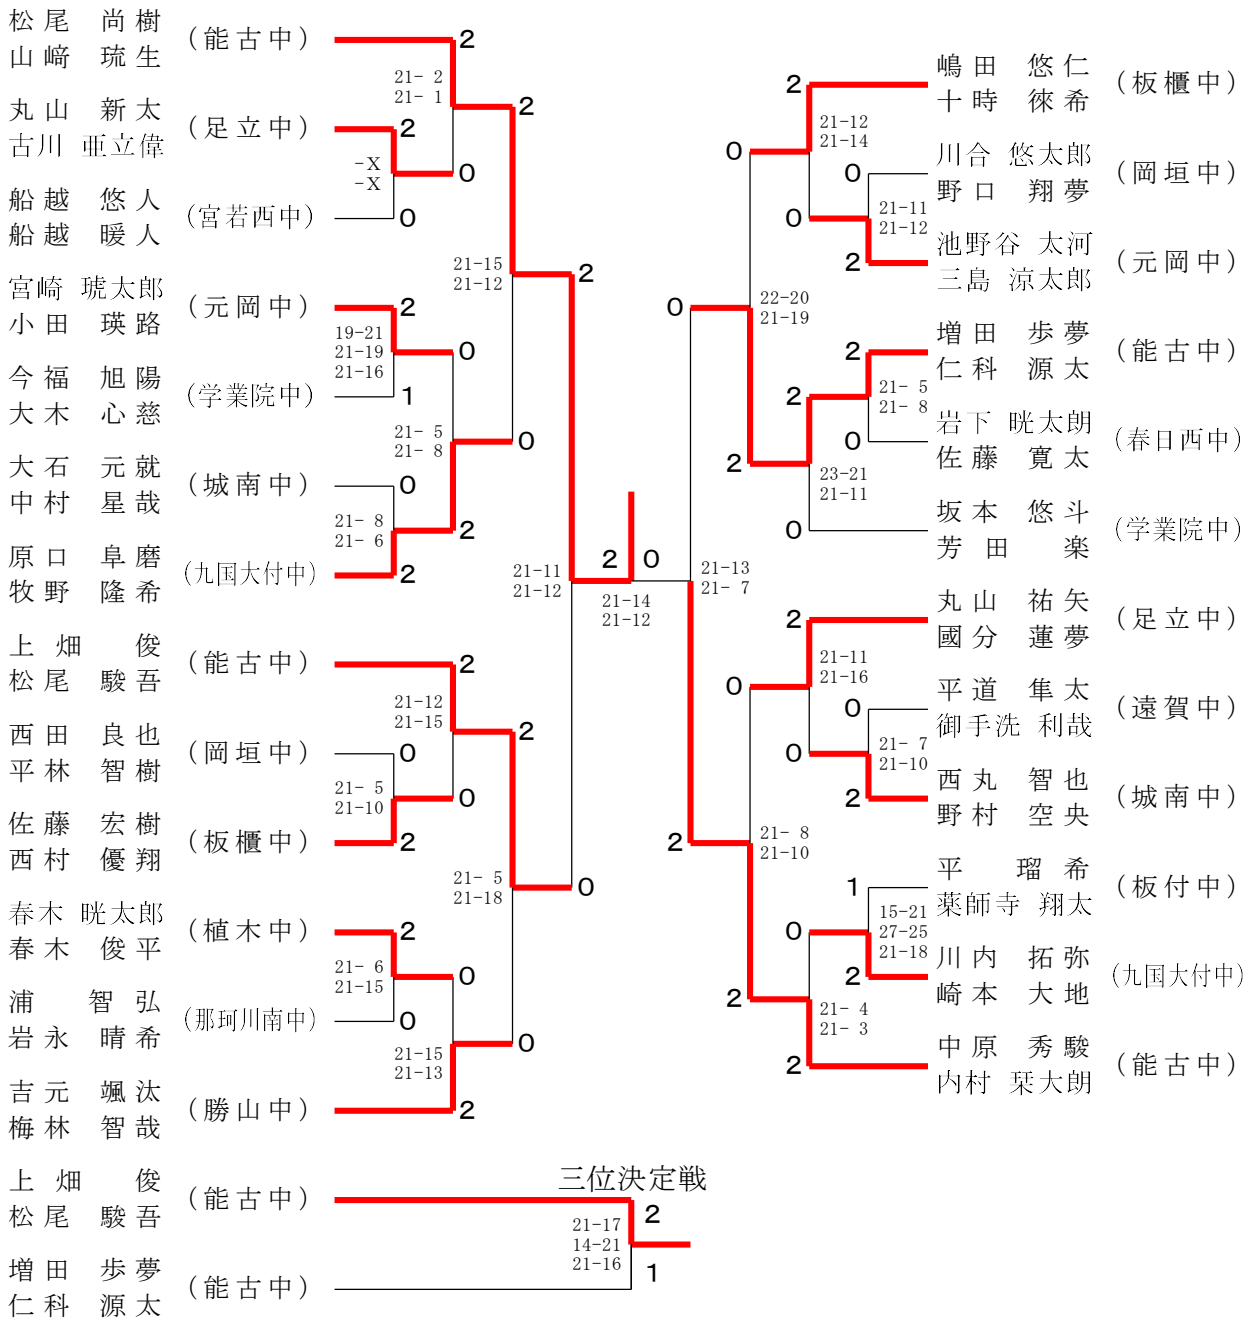 松尾 尚樹
山﨑 琉生
(能古中)
2
21- 2
21- 1
2
丸山 新太
古川 亜立偉
(足立中)
2
-X
-X
0
船越 悠人
船越 暖人
(宮若西中)
0
21-15
21-12
2
宮崎 琥太郎
小田 瑛路
(元岡中)
2
19-21
21-19
21-16
0
今福 旭陽
大木 心慈
(学業院中)
1
21- 5
21- 8
0
大石 元就
中村 星哉
(城南中)
0
21- 8
21- 6
2
原口 阜磨
牧野 隆希
(九国大付中)
2
21-11
21-12
上畑 俊
松尾 駿吾
(能古中)
2
21-12
21-15
2
西田 良也
平林 智樹
(岡垣中)
0
21- 5
21-10
0
佐藤 宏樹
西村 優翔
(板櫃中)
2
21- 5
21-18
0
春木 晄太郎
春木 俊平
(植木中)
2
21- 6
21-15
0
浦 智弘
岩永 晴希
(那珂川南中)
0
21-15
21-13
0
吉元 颯汰
梅林 智哉
(勝山中)
2
2
0
21-14
21-12
嶋田 悠仁
十時 徠希
(板櫃中)
2
21-12
21-14
0
川合 悠太郎
野口 翔夢
(岡垣中)
0
21-11
21-12
0
池野谷 太河
三島 涼太郎
(元岡中)
2
22-20
21-19
0
増田 歩夢
仁科 源太
(能古中)
2
21- 5
21- 8
2
岩下 晄太朗
佐藤 寛太
(春日西中)
0
23-21
21-11
2
坂本 悠斗
芳田 楽
(学業院中)
0
21-13
21- 7
丸山 祐矢
國分 蓮夢
(足立中)
2
21-11
21-16
0
平道 隼太
御手洗 利哉
(遠賀中)
0
21- 7
21-10
0
西丸 智也
野村 空央
(城南中)
2
21- 8
21-10
2
平 瑠希
薬師寺 翔太
(板付中)
1
15-21
27-25
21-18
0
川内 拓弥
崎本 大地
(九国大付中)
2
21- 4
21- 3
2
中原 秀駿
内村 栞大朗
(能古中)
2
三位決定戦
上畑 俊
松尾 駿吾
(能古中)
2
21-17
14-21
21-16
増田 歩夢
仁科 源太
(能古中)
1